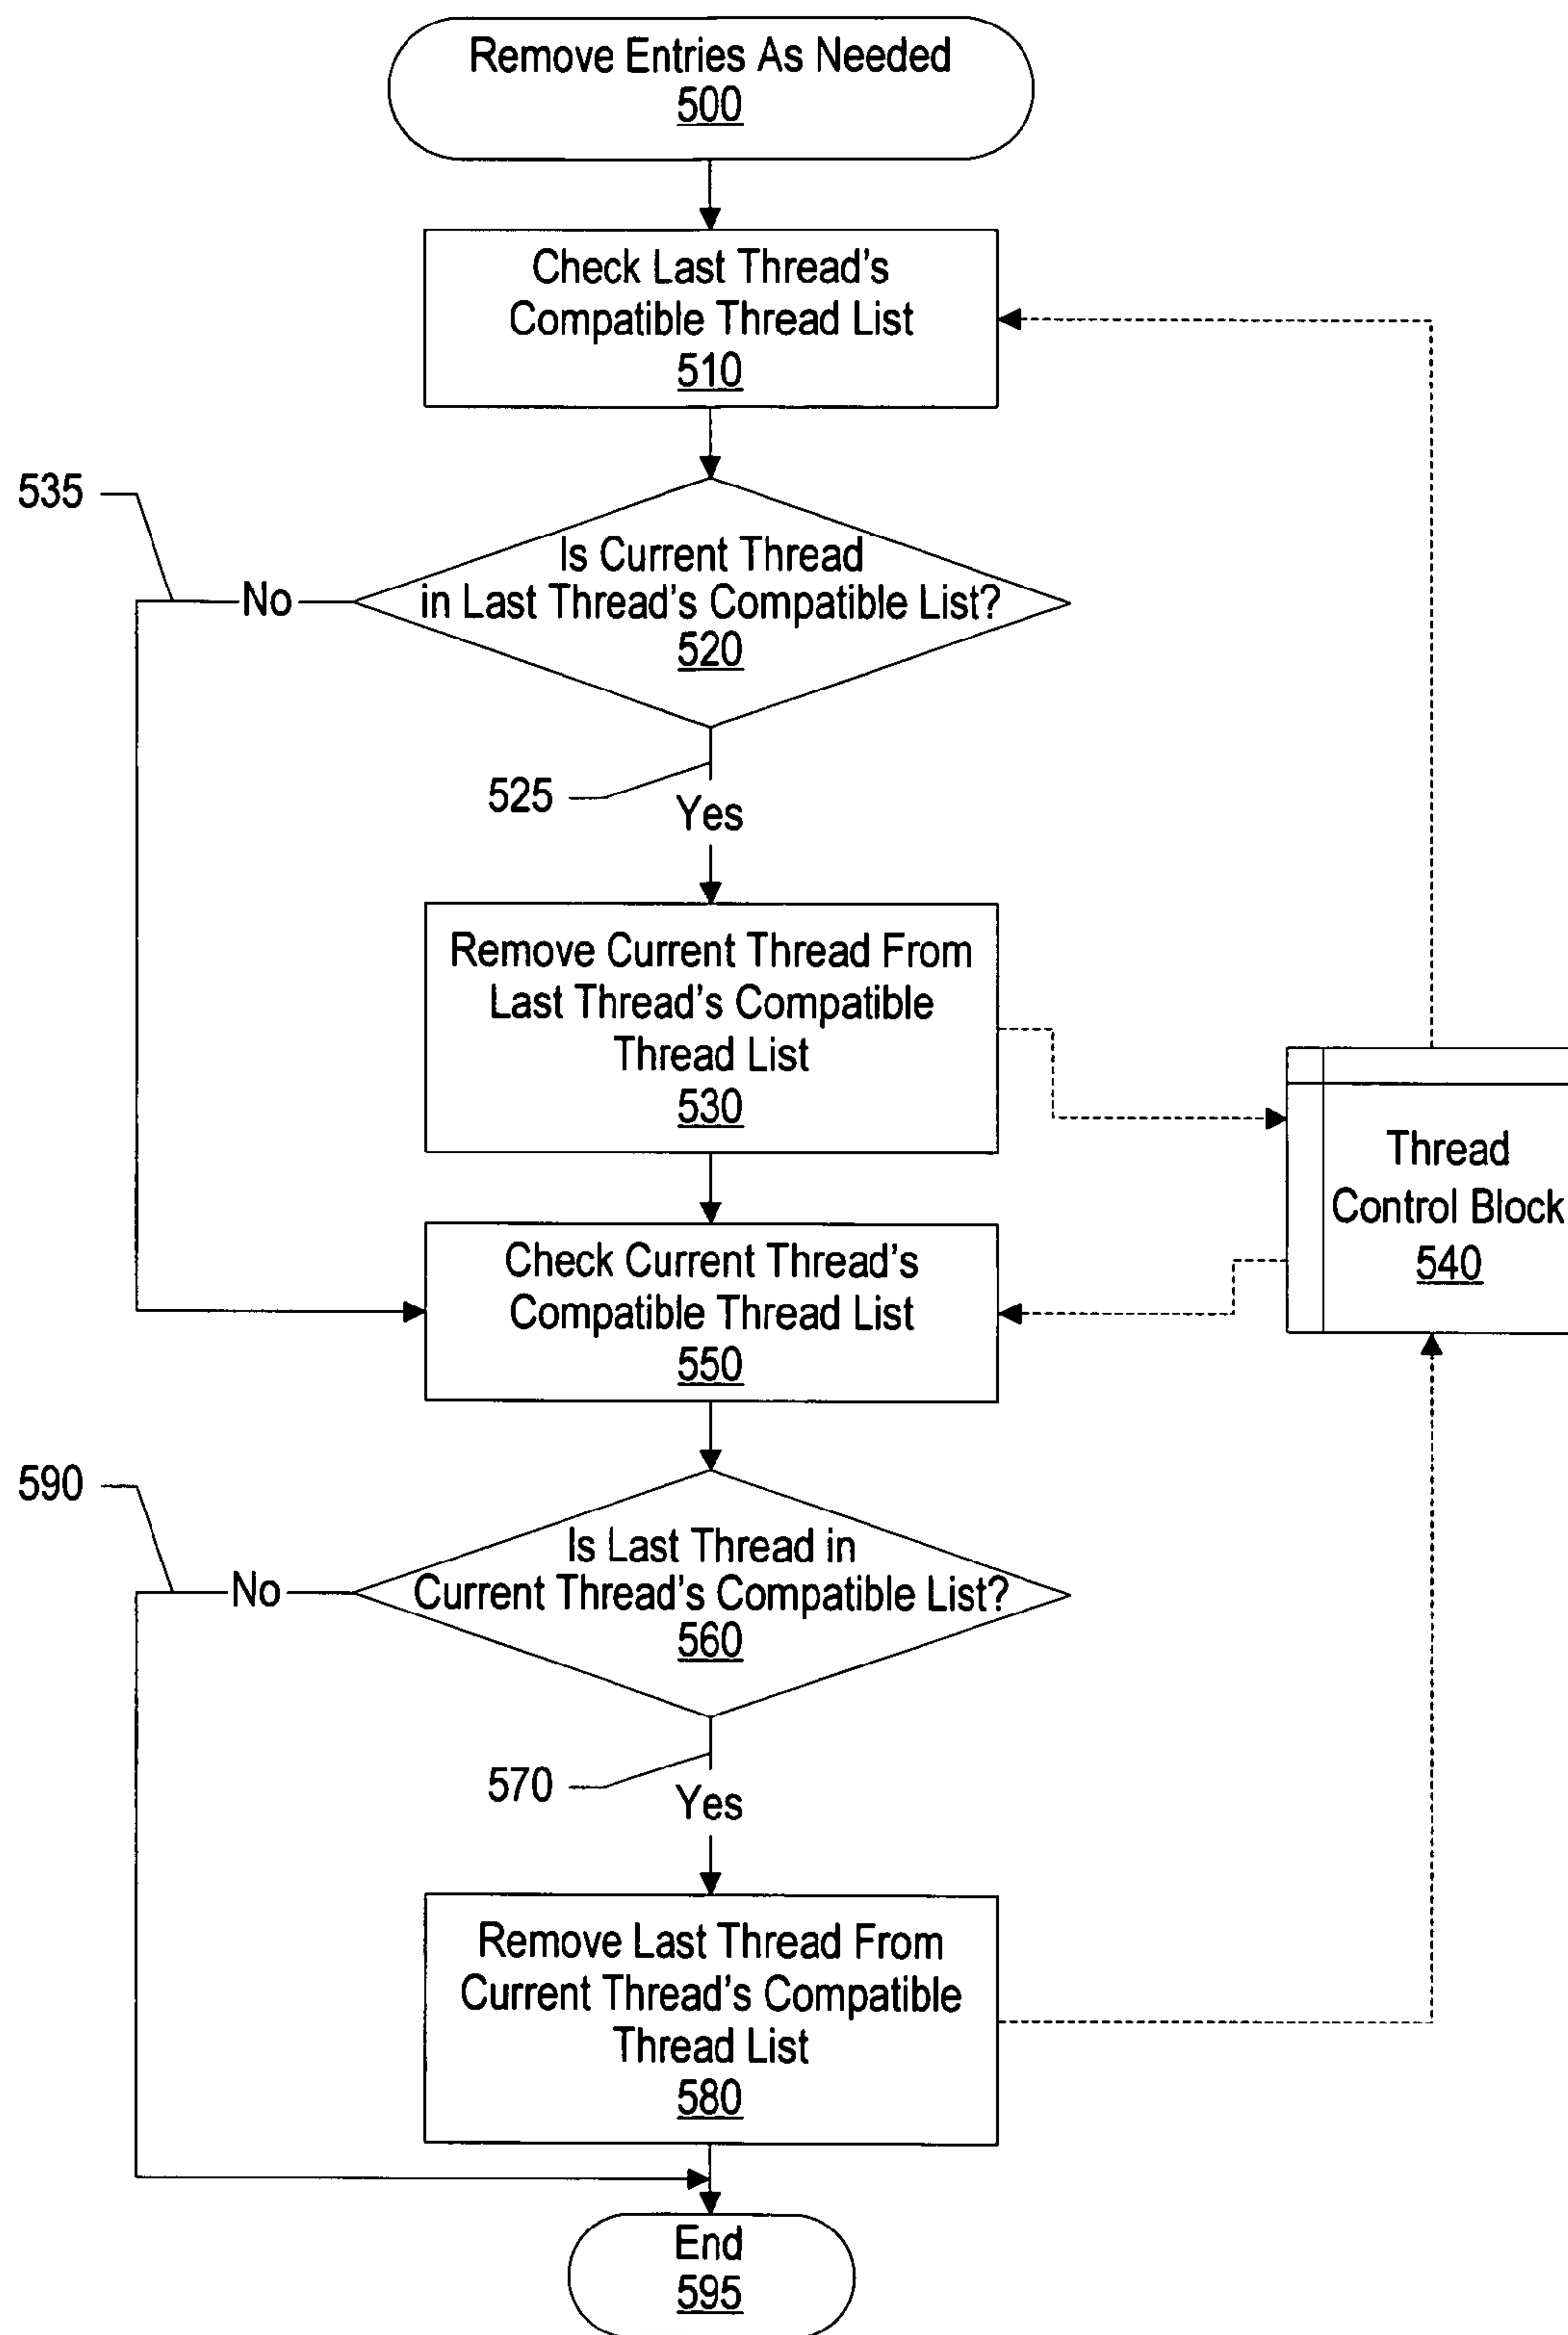 Remove Entries As Needed
500
Check Last Thread's
Compatible Thread List
510
535
Is Current Thread
in Last Thread's Compatible List?
520
No
525
Yes
Remove Current Thread From
Last Thread's Compatible
Thread List
530
Thread
Control Block
540
Check Current Thread's
Compatible Thread List
550
590
Is Last Thread in
Current Thread's Compatible List?
560
No
570
Yes
Remove Last Thread From
Current Thread's Compatible
Thread List
580
End
595